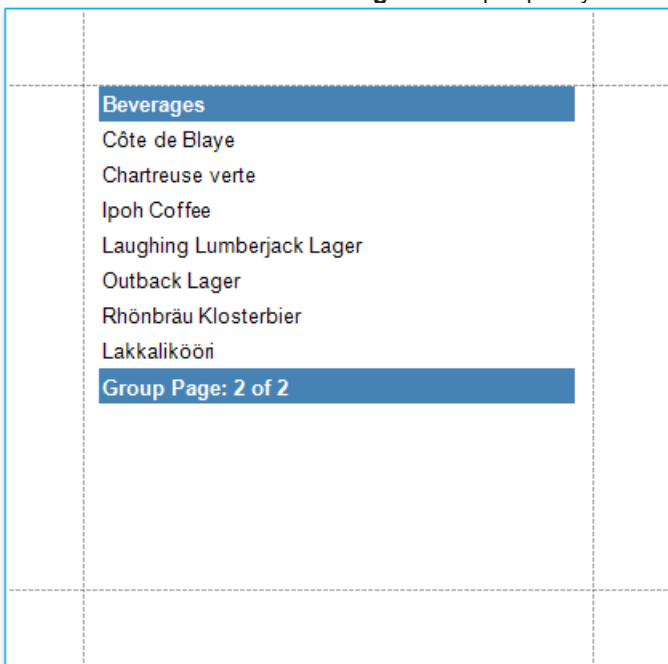 Beverages
Côte de Blaye
Chartreuse verte
Ipoh Coffee
Laughing Lumberjack Lager
Outback Lager
Rhönbräu Klosterbier
Lakkalikööri
Group Page: 2 of 2